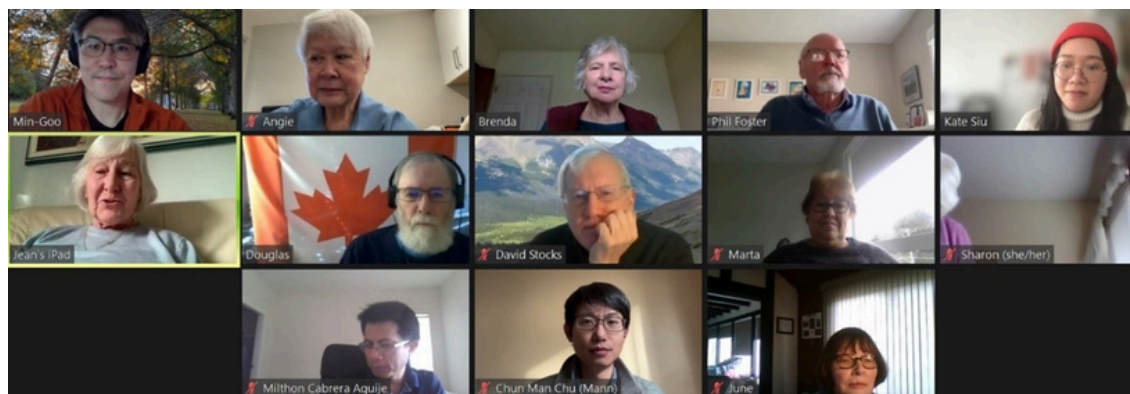 Min-Goo
Angie
Brenda
Phil Foster
Kate Siu
Jean's iPad
Douglas
David Stocks
Marta
Sharon (she/her)
Milthon Cabrera Aquije
Chun Man Chu (Mann)
June